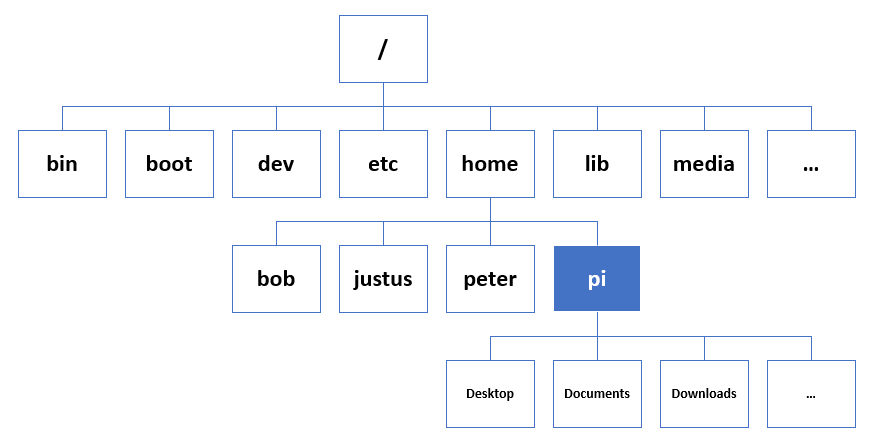 /
bin
boot
dev
etc
home
lib
media
...
bob
justus
peter
pi
Desktop
Documents
Downloads
...